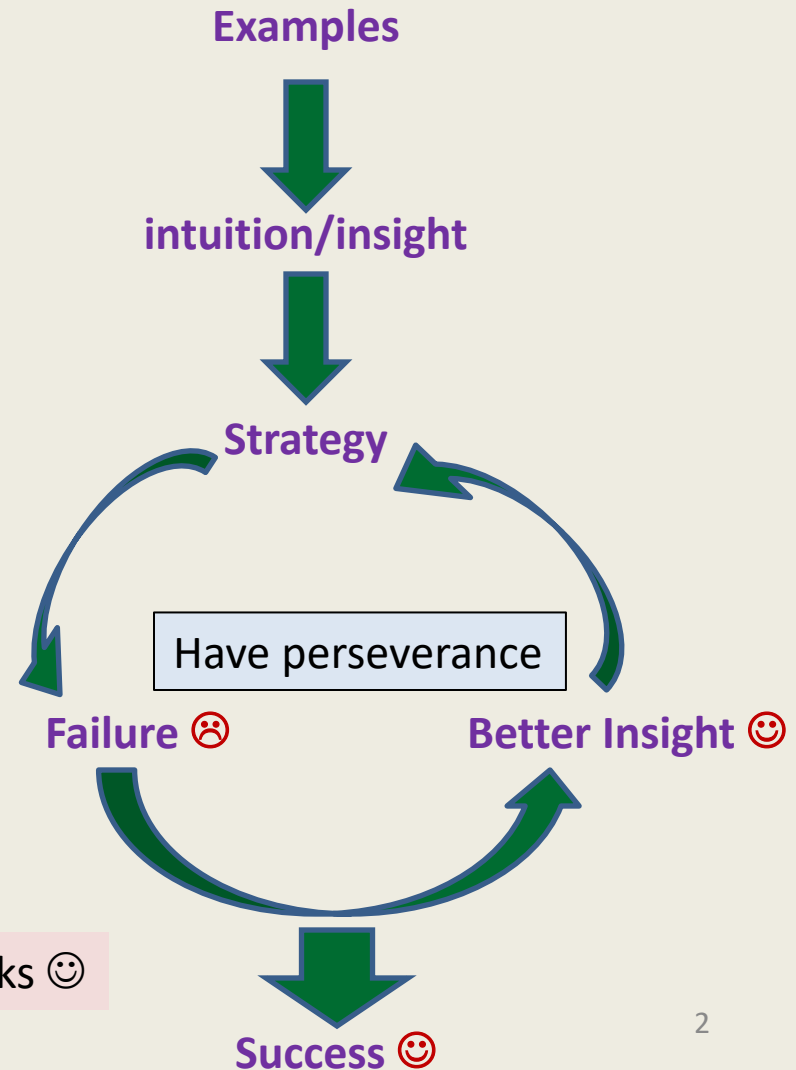 Examples
intuition/insight
Strategy
Have perseverance
Failure ☹
Better Insight ☺
ks ☺
Success ☺
2